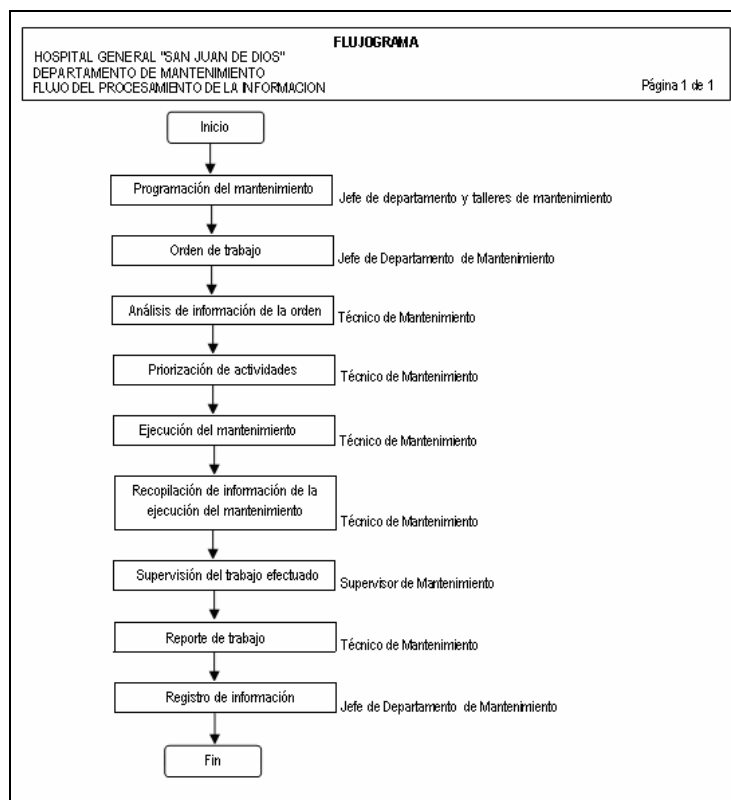 FLUJOGRAMA
HOSPITAL GENERAL "SAN JUAN DE DIOS"
DEPARTAMENTO DE MANTENIMIENTO
FLUJO DEL PROCESAMIENTO DE LA INFORMACION
Página 1 de 1
Inicio
Programación del mantenimiento
Jefe de departamento y talleres de mantenimiento
Orden de trabajo
Jefe de Departamento de Mantenimiento
Análisis de información de la orden
Técnico de Mantenimiento
Priorización de actividades
Técnico de Mantenimiento
Ejecución del mantenimiento
Técnico de Mantenimiento
Recopilación de información de la
ejecución del mantenimiento
Técnico de Mantenimiento
Supervisión del trabajo efectuado
Supervisor de Mantenimiento
Reporte de trabajo
Técnico de Mantenimiento
Registro de información
Jefe de Departamento de Mantenimiento
Fin